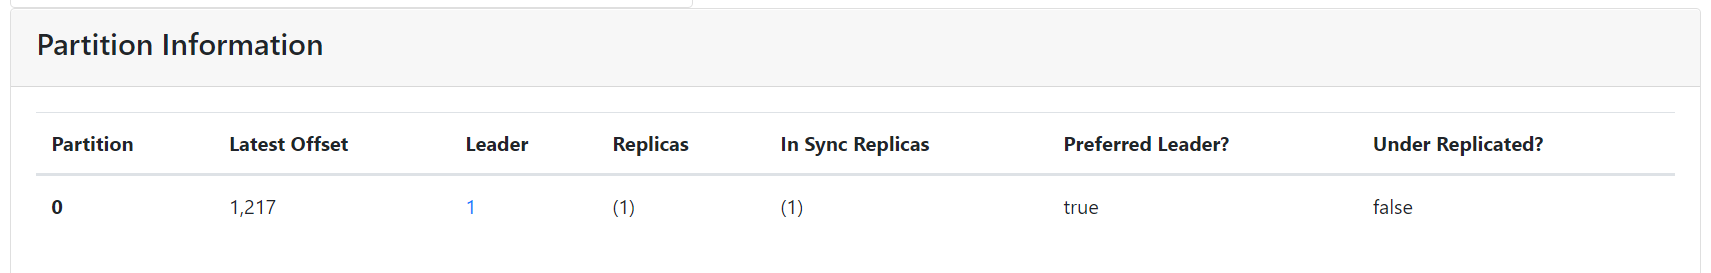 Partition Information
Partition Latest Offset Leader Replicas In Sync Replicas Preferred Leader? Under Replicated?
0 1,217 1 (1) (1) true false